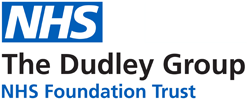 NHS
The Dudley Group
NHS Foundation Trust